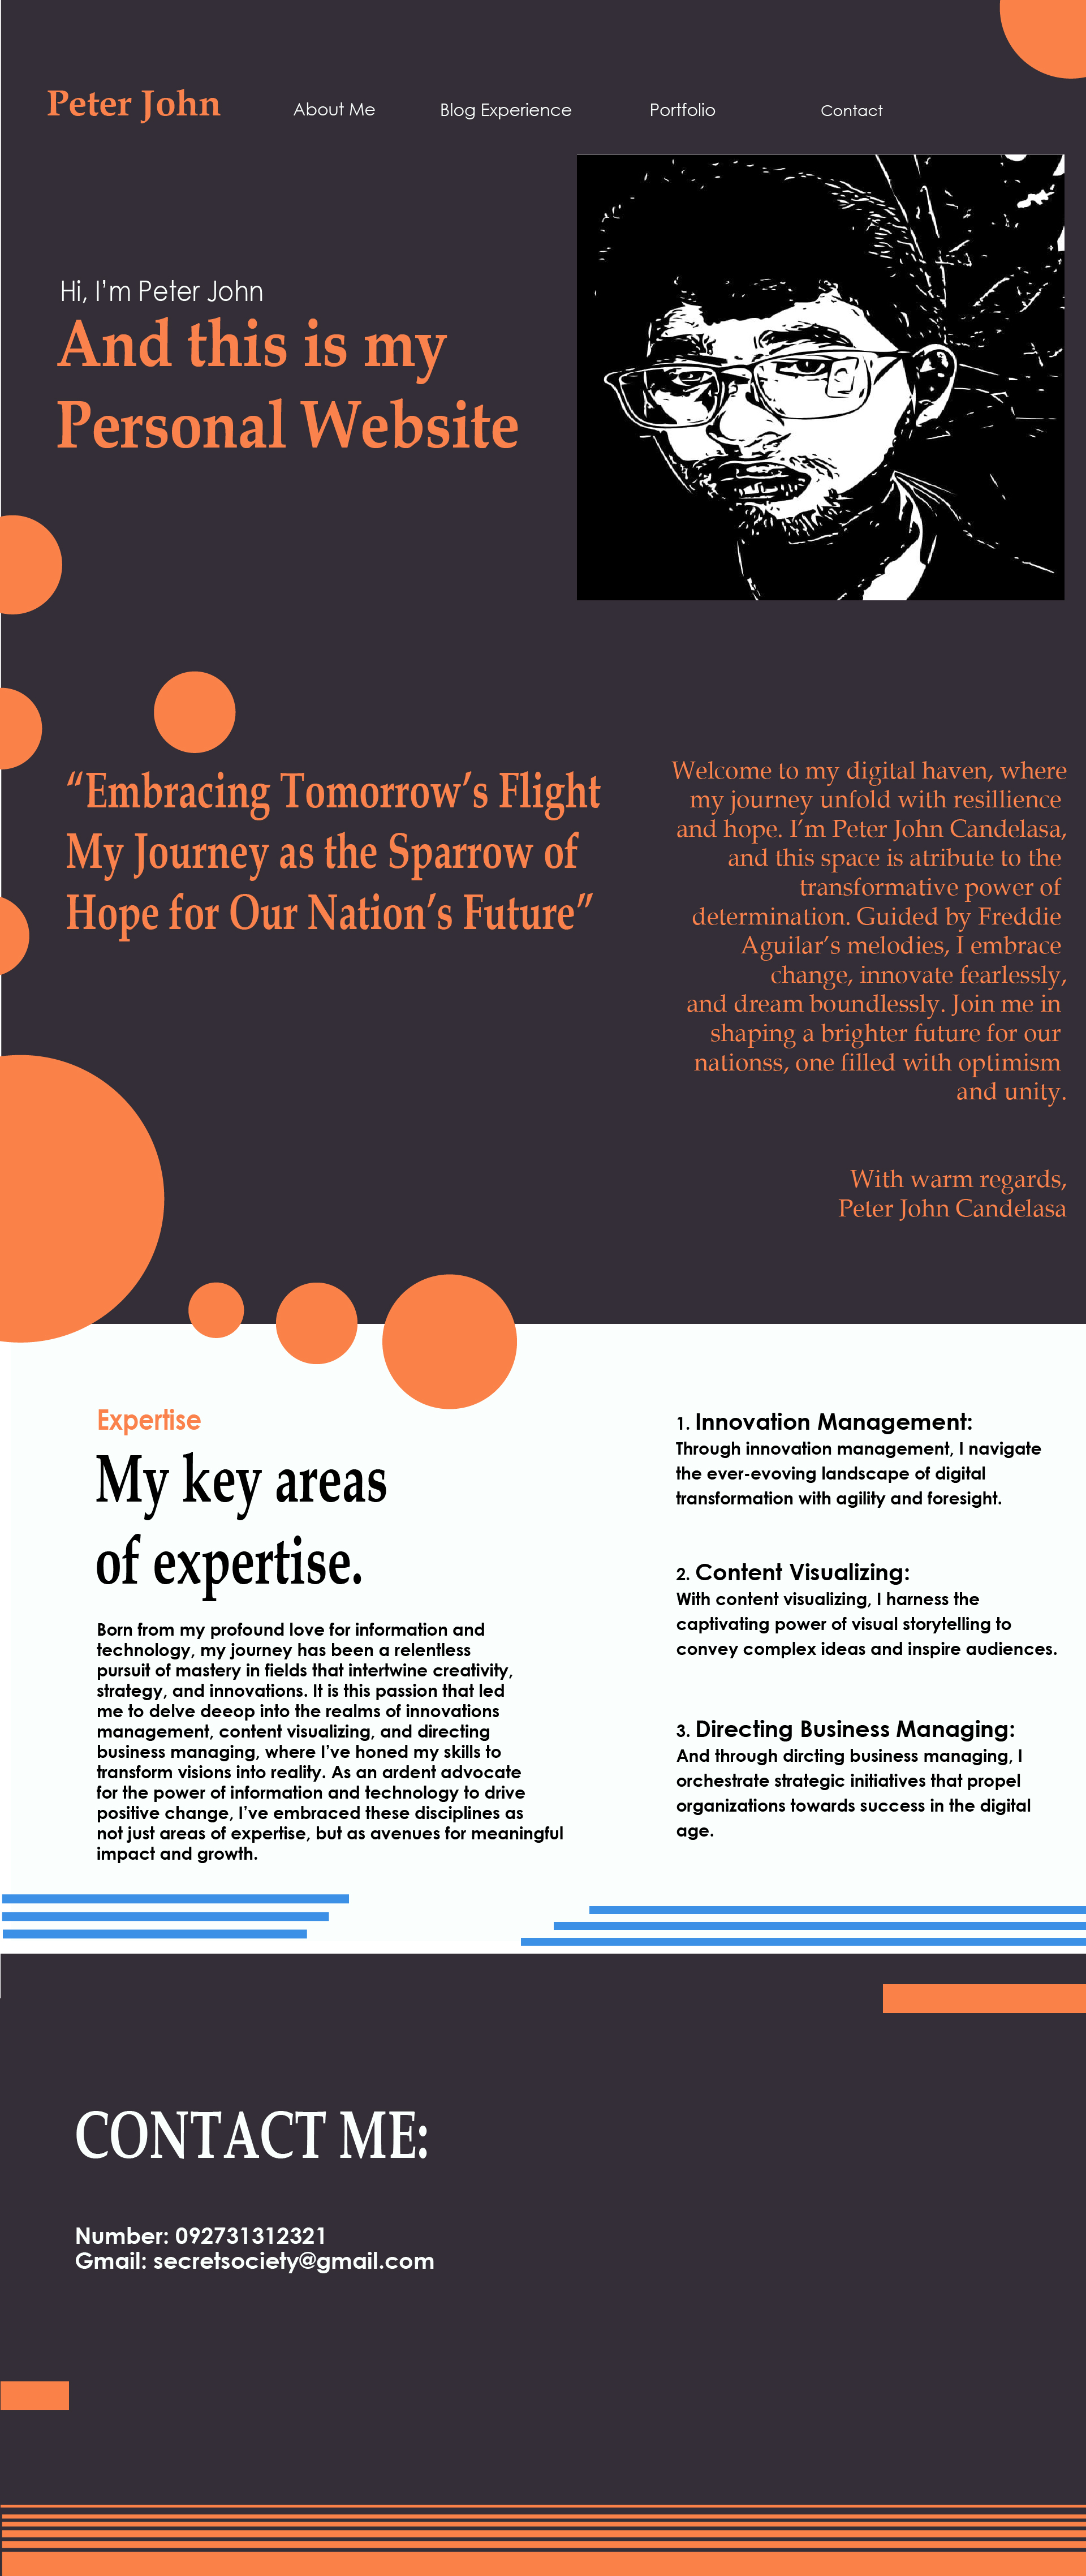 Peter John
About Me
Blog Experience
Portfolio
Contact
Hi, I'm Peter John
And this is my
Personal Website
“Embracing Tomorrow’s Flight
My Journey as the Sparrow of
Hope for Our Nation’s Future”
Welcome to my digital haven, where
my journey unfold with resillience
and hope. I’m Peter John Candelasa,
and this space is atribute to the
transformative power of
determination. Guided by Freddie
Aguilar’s melodies, I embrace
change, innovate fearlessly,
and dream boundlessly. Join me in
shaping a brighter future for our
nationss, one filled with optimism
and unity.
With warm regards,
Peter John Candelasa
Expertise
My key areas
of expertise.
Born from my profound love for information and
technology, my journey has been a relentless
pursuit of mastery in fields that intertwine creativity,
strategy, and innovations. It is this passion that led
me to delve deeop into the realms of innovations
management, content visualizing, and directing
business managing, where I've honed my skills to
transform visions into reality. As an ardent advocate
for the power of information and technology to drive
positive change, I've embraced these disciplines as
not just areas of expertise, but as avenues for meaningful
impact and growth.
1. Innovation Management:
Through innovation management, I navigate
the ever-evoving landscape of digital
transformation with agility and foresight.
2. Content Visualizing:
With content visualizing, I harness the
captivating power of visual storytelling to
convey complex ideas and inspire audiences.
3. Directing Business Managing:
And through dircting business managing, I
orchestrate strategic initiatives that propel
organizations towards success in the digital
age.
CONTACT ME:
Number: 092731312321
Gmail: secretsociety@gmail.com